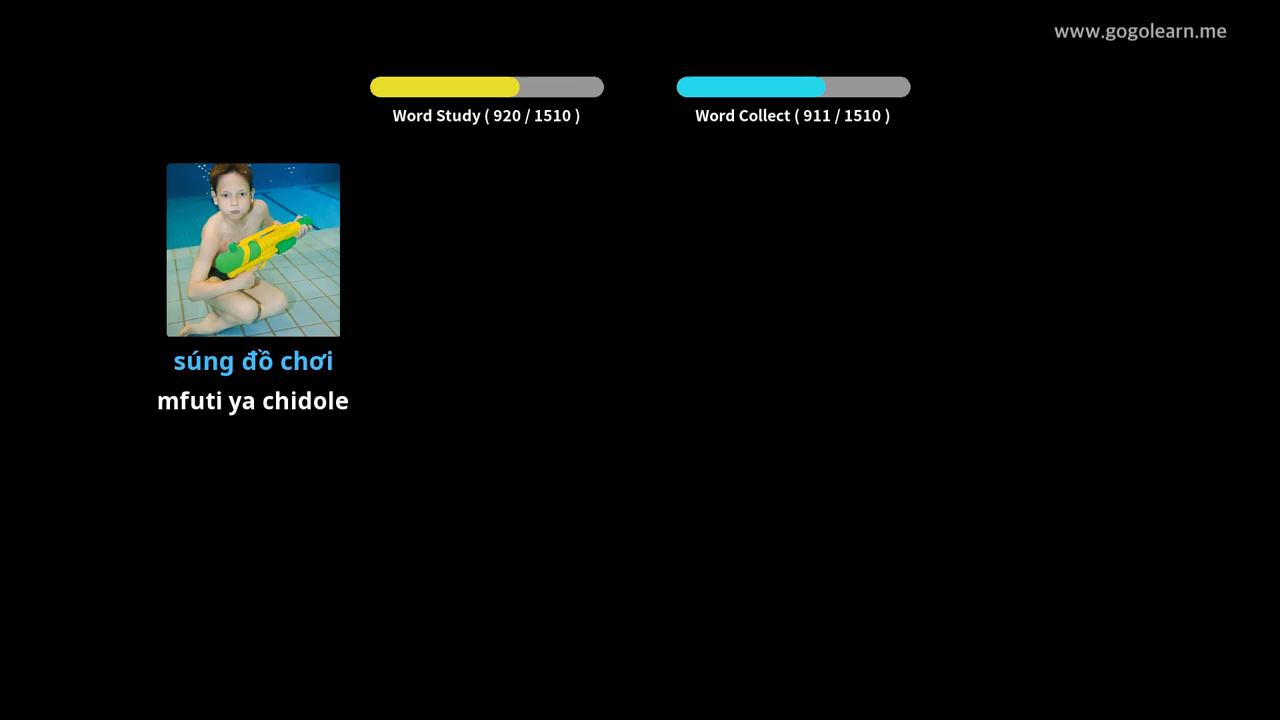 www.gogolearn.me
Word Study ( 920 / 1510 )
Word Collect ( 911 / 1510 )
súng đồ chơi
mfuti ya chidole